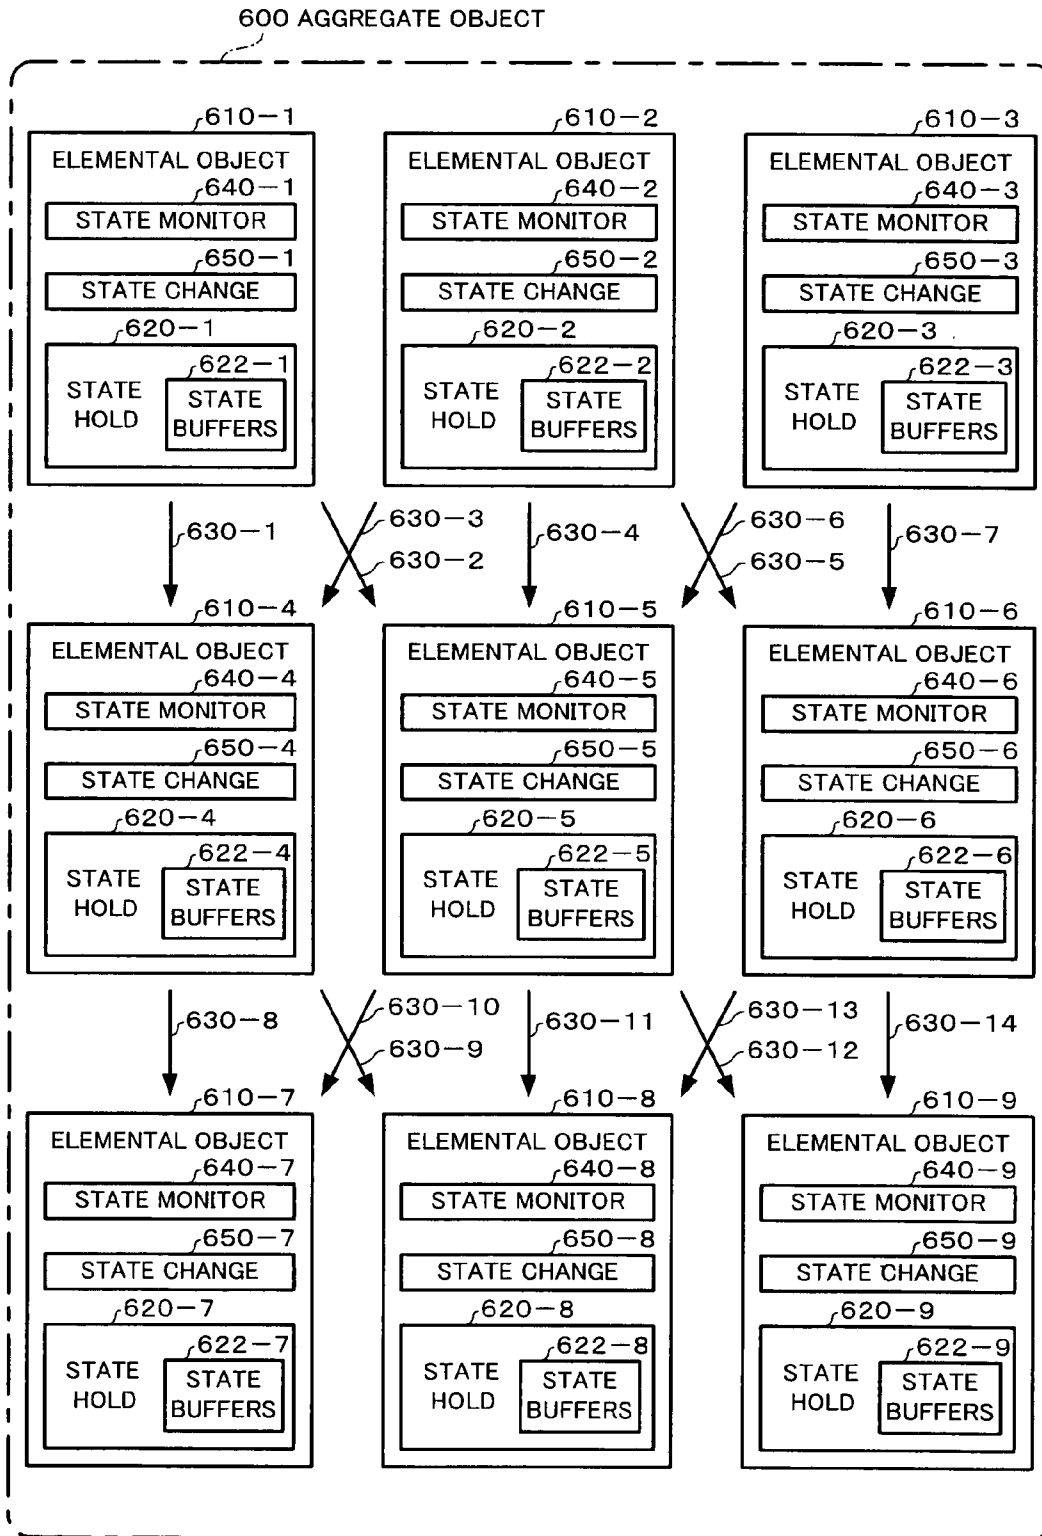 600 AGGREGATE OBJECT
610-1 610-2 610-3
ELEMENTAL OBJECT ELEMENTAL OBJECT ELEMENTAL OBJECT
640-1 640-2 640-3
STATE MONITOR STATE MONITOR STATE MONITOR
650-1 650-2 650-3
STATE CHANGE STATE CHANGE STATE CHANGE
620-1 620-2 620-3
622-1 622-2 622-3
STATE HOLD STATE BUFFERS STATE HOLD STATE BUFFERS STATE HOLD STATE BUFFERS
630-1 630-3 630-4 630-6 630-7
630-2 630-5
610-4 610-5 610-6
ELEMENTAL OBJECT ELEMENTAL OBJECT ELEMENTAL OBJECT
640-4 640-5 640-6
STATE MONITOR STATE MONITOR STATE MONITOR
650-4 650-5 650-6
STATE CHANGE STATE CHANGE STATE CHANGE
620-4 620-5 620-6
622-4 622-5 622-6
STATE HOLD STATE BUFFERS STATE HOLD STATE BUFFERS STATE HOLD STATE BUFFERS
630-8 630-10 630-11 630-13 630-14
630-9 630-12
610-7 610-8 610-9
ELEMENTAL OBJECT ELEMENTAL OBJECT ELEMENTAL OBJECT
640-7 640-8 640-9
STATE MONITOR STATE MONITOR STATE MONITOR
650-7 650-8 650-9
STATE CHANGE STATE CHANGE STATE CHANGE
620-7 620-8 620-9
622-7 622-8 622-9
STATE HOLD STATE BUFFERS STATE HOLD STATE BUFFERS STATE HOLD STATE BUFFERS